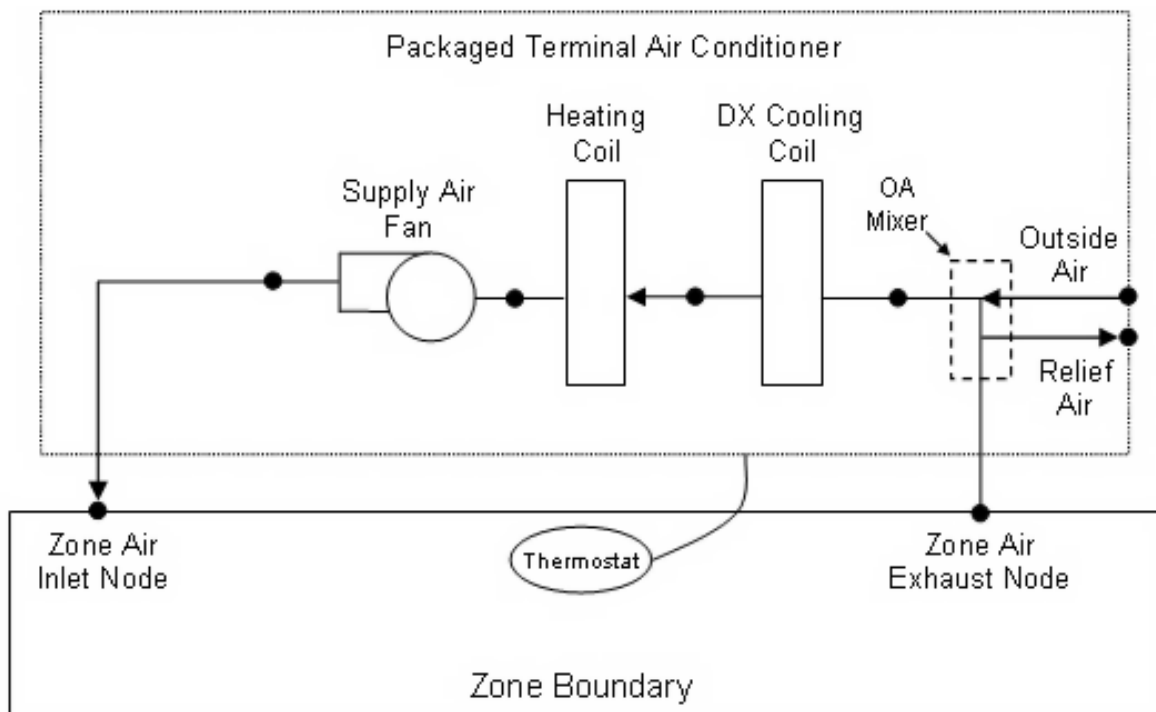 Packaged Terminal Air Conditioner
Heating
Coil
DX Cooling
Coil
Supply Air
Fan
OA
Mixer
Outside
Air
Relief
Air
Zone Air
Inlet Node
Thermostat
Zone Air
Exhaust Node
Zone Boundary